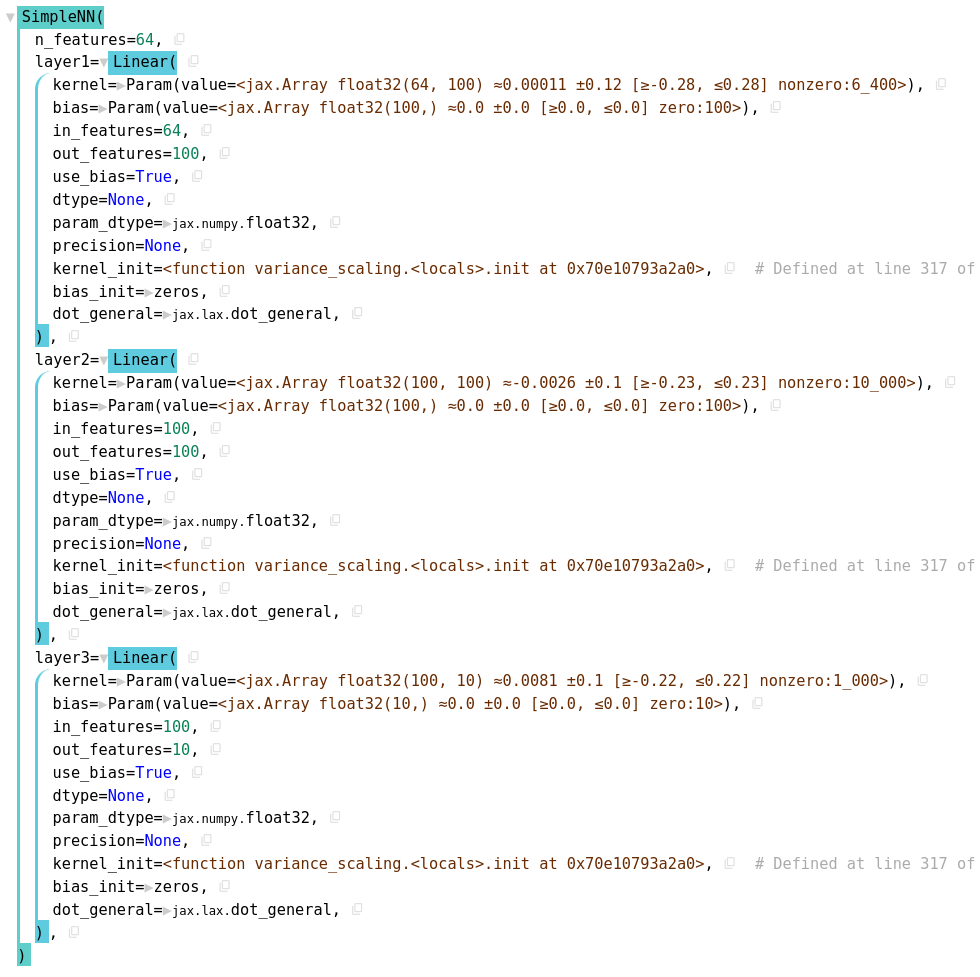 ▼SimpleNN(
n_features=64,
layer1=▼Linear(
kernel=▶Param(value=<jax.Array float32(64, 100) ≈0.00011 ±0.12 [≥-0.28, ≤0.28] nonzero:6_400>),
bias=▶Param(value=<jax.Array float32(100,) ≈0.0 ±0.0 [≥0.0, ≤0.0] zero:100>),
in_features=64,
out_features=100,
use_bias=True,
dtype=None,
param_dtype=▶jax.numpy.float32,
precision=None,
kernel_init=<function variance_scaling.<locals>.init at 0x70e10793a2a0>,  # Defined at line 317 of
bias_init=▶zeros,
dot_general=▶jax.lax.dot_general,
),
layer2=▼Linear(
kernel=▶Param(value=<jax.Array float32(100, 100) ≈-0.0026 ±0.1 [≥-0.23, ≤0.23] nonzero:10_000>),
bias=▶Param(value=<jax.Array float32(100,) ≈0.0 ±0.0 [≥0.0, ≤0.0] zero:100>),
in_features=100,
out_features=100,
use_bias=True,
dtype=None,
param_dtype=▶jax.numpy.float32,
precision=None,
kernel_init=<function variance_scaling.<locals>.init at 0x70e10793a2a0>,  # Defined at line 317 of
bias_init=▶zeros,
dot_general=▶jax.lax.dot_general,
),
layer3=▼Linear(
kernel=▶Param(value=<jax.Array float32(100, 10) ≈0.0081 ±0.1 [≥-0.22, ≤0.22] nonzero:1_000>),
bias=▶Param(value=<jax.Array float32(10,) ≈0.0 ±0.0 [≥0.0, ≤0.0] zero:10>),
in_features=100,
out_features=10,
use_bias=True,
dtype=None,
param_dtype=▶jax.numpy.float32,
precision=None,
kernel_init=<function variance_scaling.<locals>.init at 0x70e10793a2a0>,  # Defined at line 317 of
bias_init=▶zeros,
dot_general=▶jax.lax.dot_general,
),
)